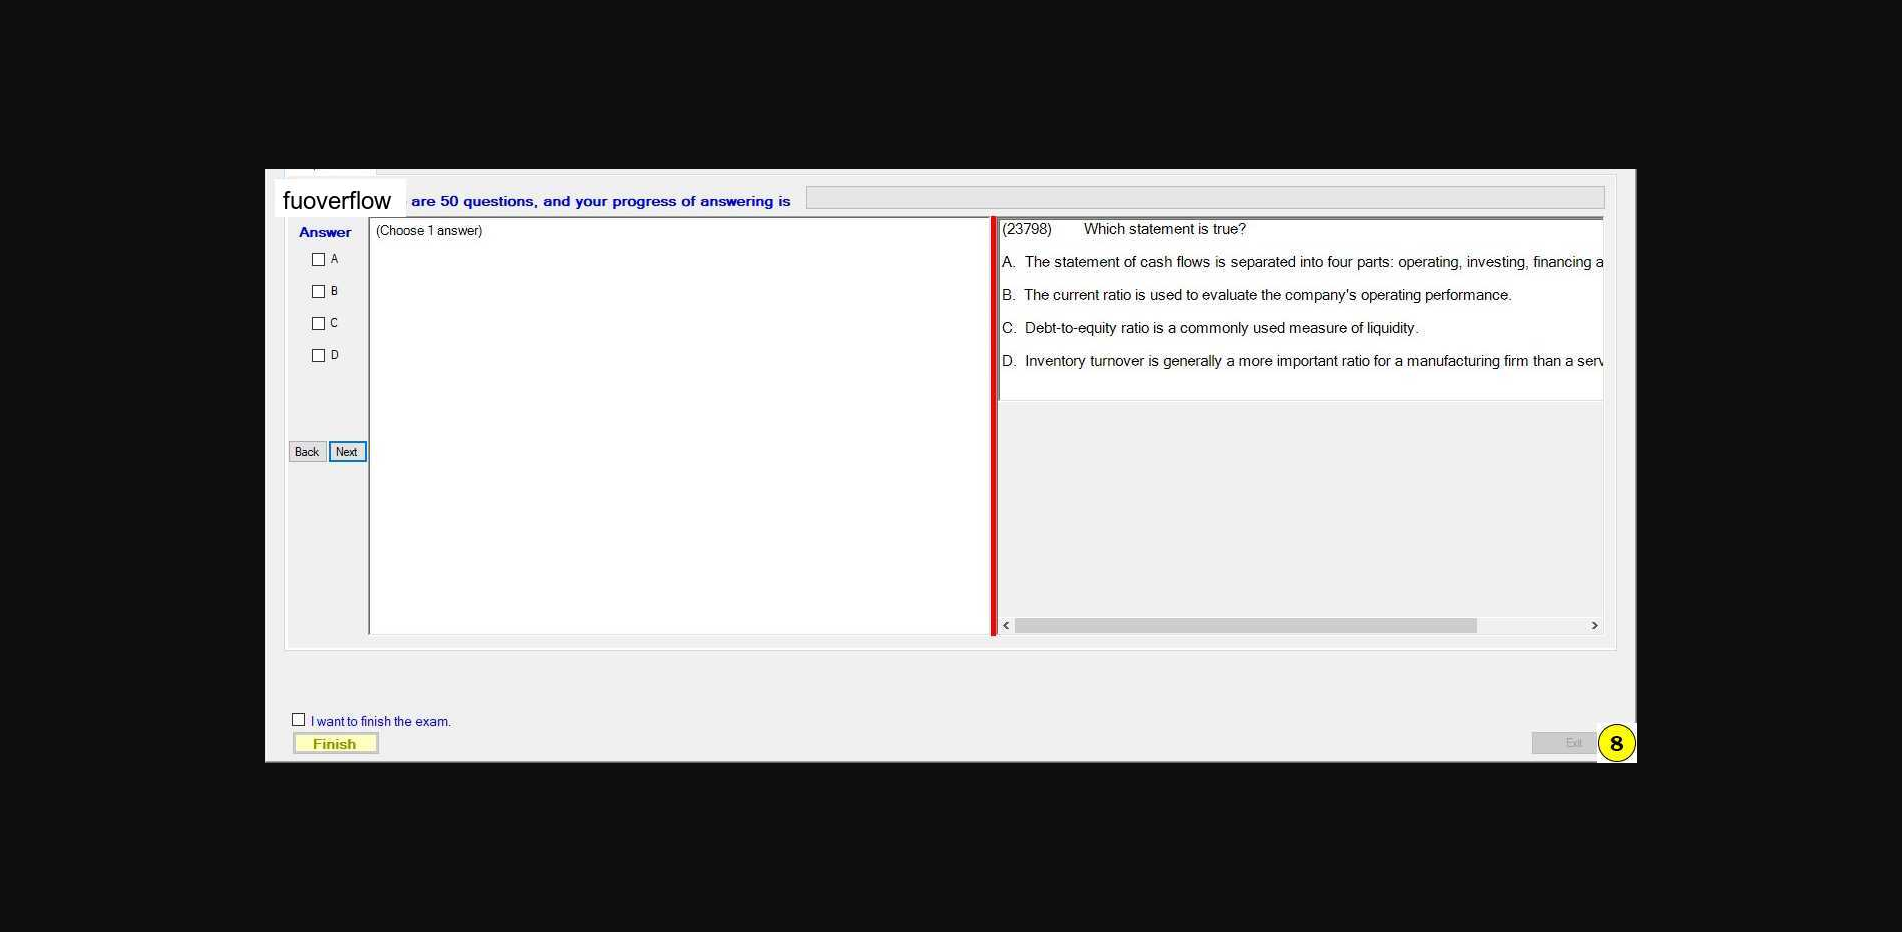 fuoverflow are 50 questions, and your progress of answering is
Answer
A
B
C
D
Back Next
(Choose 1 answer)
(23798) Which statement is true?
A. The statement of cash flows is separated into four parts: operating, investing, financing a
B. The current ratio is used to evaluate the company's operating performance.
C. Debt-to-equity ratio is a commonly used measure of liquidity.
D. Inventory turnover is generally a more important ratio for a manufacturing firm than a serv
I want to finish the exam.
Finish
Exit
8